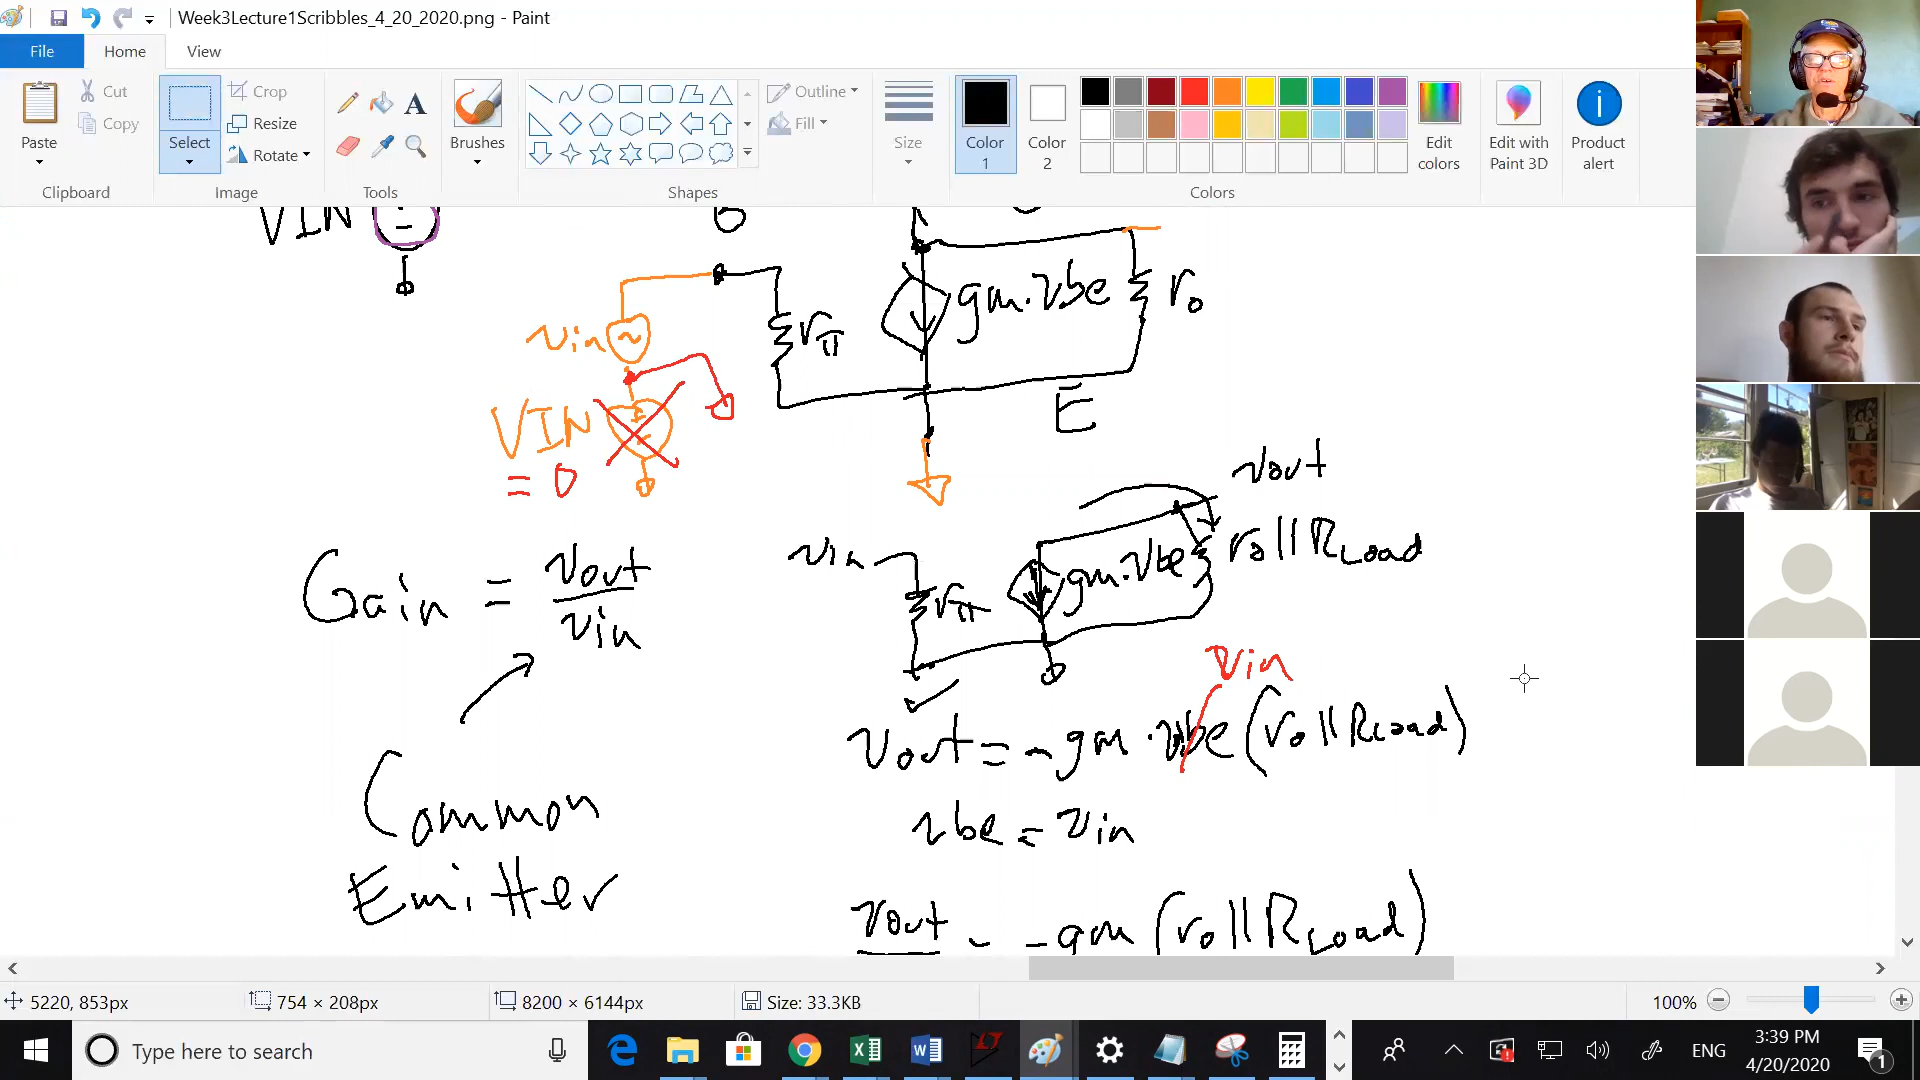 Week3Lecture1Scribbles_4_20_2020.png - Paint
File
Home
View
Paste
Cut
Copy
Clipboard
Select
Crop
Resize
Rotate
Image
A
Tools
Brushes
Outline
Fill
Shapes
Size
Color 1
Color 2
Edit colors
Colors
Edit with Paint 3D
Product alert
VIN
B
gm·vbe
ro
rπ
vin
VIN
= 0
E
vout
vin
rπ
gm·vbe
ro||RLoad
Gain = vout
vin
vin
vout = -gm·vbe (ro||RLoad)
vbe = vin
Common
Emitter
vout = -gm (ro||RLoad)
5220, 853px
754 × 208px
8200 × 6144px
Size: 33.3KB
100%
Type here to search
ENG
3:39 PM
4/20/2020
1